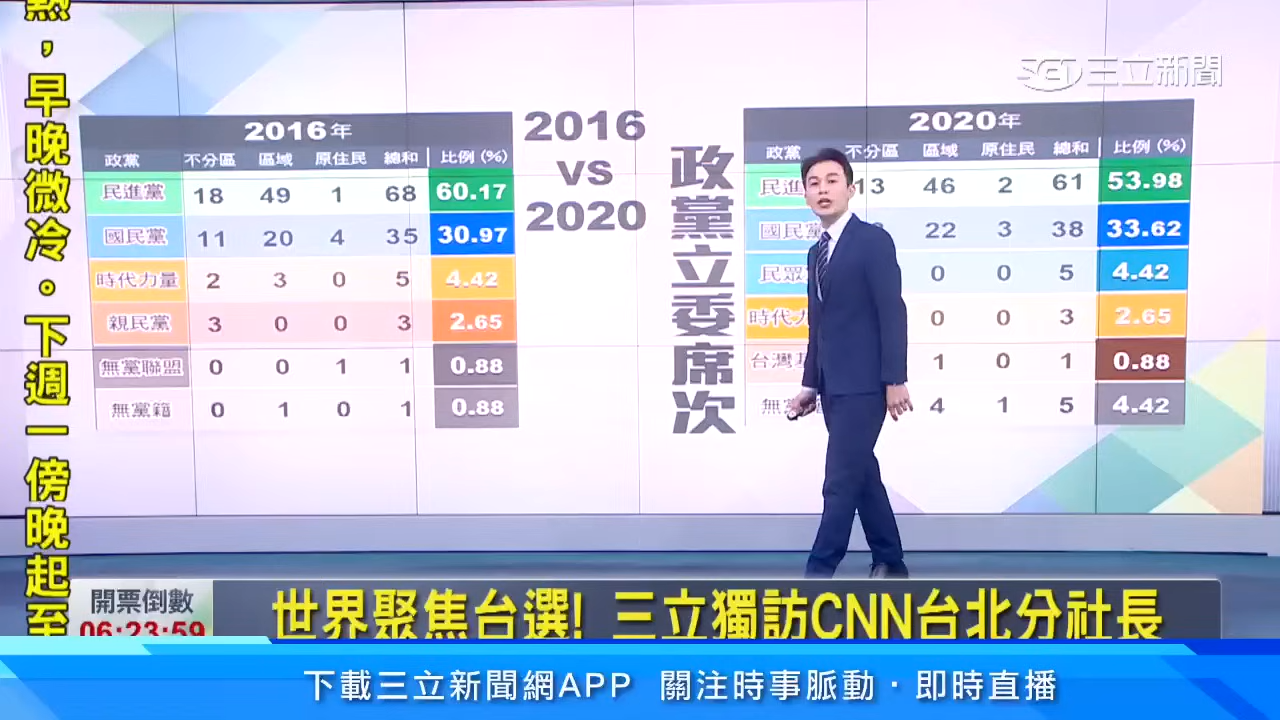 熱，早晚微冷。下週一傍晚起至
SET 三立新聞
2016年
政黨 不分區 區域 原住民 總和 比例(%)
民進黨 18 49 1 68 60.17
國民黨 11 20 4 35 30.97
時代力量 2 3 0 5 4.42
親民黨 3 0 0 3 2.65
無黨聯盟 0 0 1 1 0.88
無黨籍 0 1 0 1 0.88
2016
VS
2020
政黨立委席次
2020年
政黨 不分區 區域 原住民 總和 比例(%)
民進 13 46 2 61 53.98
國民黨 22 3 38 33.62
民眾 0 0 5 4.42
時代力 0 0 3 2.65
台灣基 1 0 1 0.88
無 4 1 5 4.42
開票倒數
06:23:59
世界聚焦台選! 三立獨訪CNN台北分社長
下載三立新聞網APP 關注時事脈動・即時直播